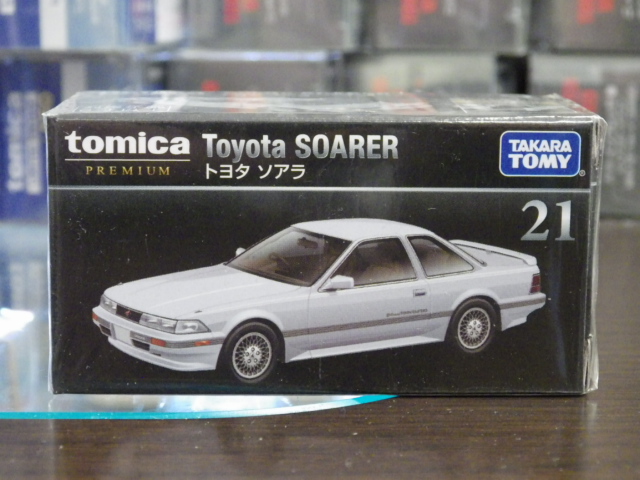 tomica
PREMIUM
Toyota SOARER
トヨタ ソアラ
TAKARA
TOMY
21